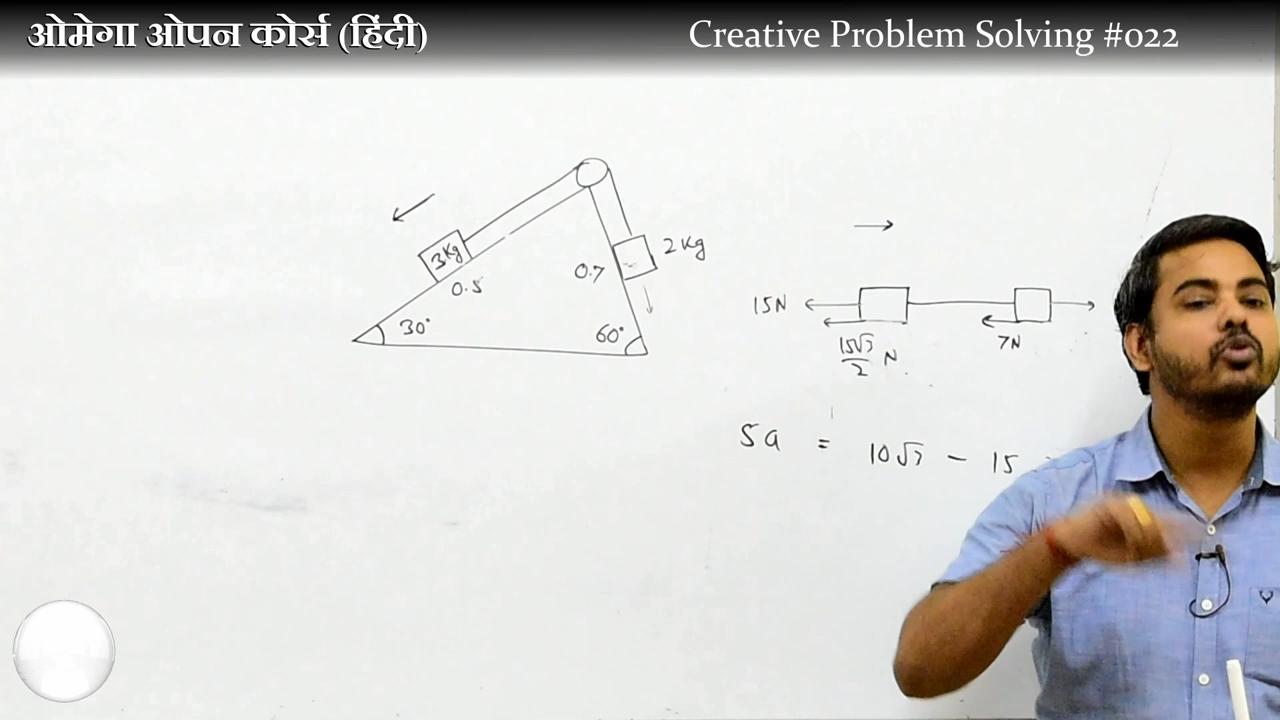 ओमेगा ओपन कोर्स (हिंदी)
Creative Problem Solving #022
3kg
0.5
30°
0.7
2kg
60°
15N
15√3/2 N
7N
5a = 10√3 - 15